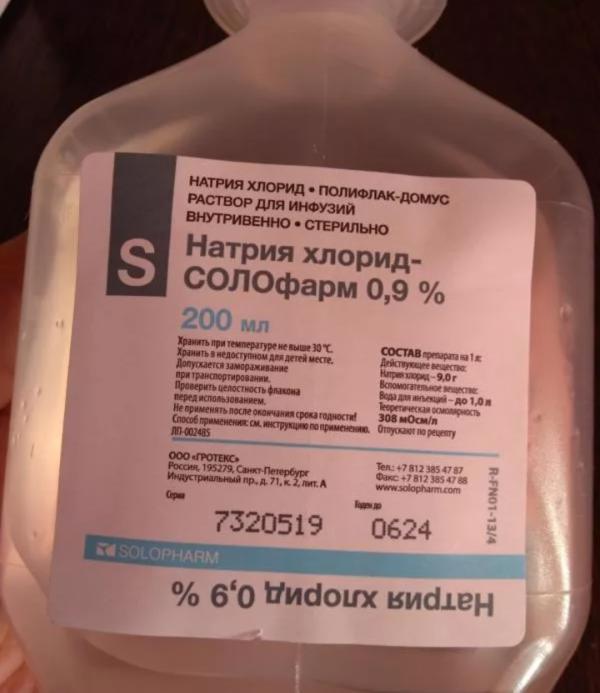 S
НАТРИЯ ХЛОРИД • ПОЛИФЛАК-ДОМУС
РАСТВОР ДЛЯ ИНФУЗИЙ
ВНУТРИВЕННО • СТЕРИЛЬНО
Натрия хлорид-
СОЛОфарм 0,9 %
200 мл
Хранить при температуре не выше 30 °С.
Хранить в недоступном для детей месте.
Допускается замораживание
при транспортировании.
Проверить целостность флакона
перед использованием.
Не применять после окончания срока годности!
Способ применения: см. инструкцию по применению.
ЛП-002485
СОСТАВ препарата на 1 л:
Действующее вещество:
Натрия хлорид – 9,0 г
Вспомогательное вещество:
Вода для инъекций – до 1,0 л
Теоретическая осмолярность
308 мОсм/л
Отпускают по рецепту
ООО «ГРОТЕКС»
Россия, 195279, Санкт-Петербург
Индустриальный пр., д. 71, к. 2, лит. А
Тел.: +7 812 385 47 87
Факс: +7 812 385 47 88
www.solopharm.com
Серия
7320519
Годен до
0624
R-FN01-13/4
SOLOPHARM
Натрия хлорид 0,9 %